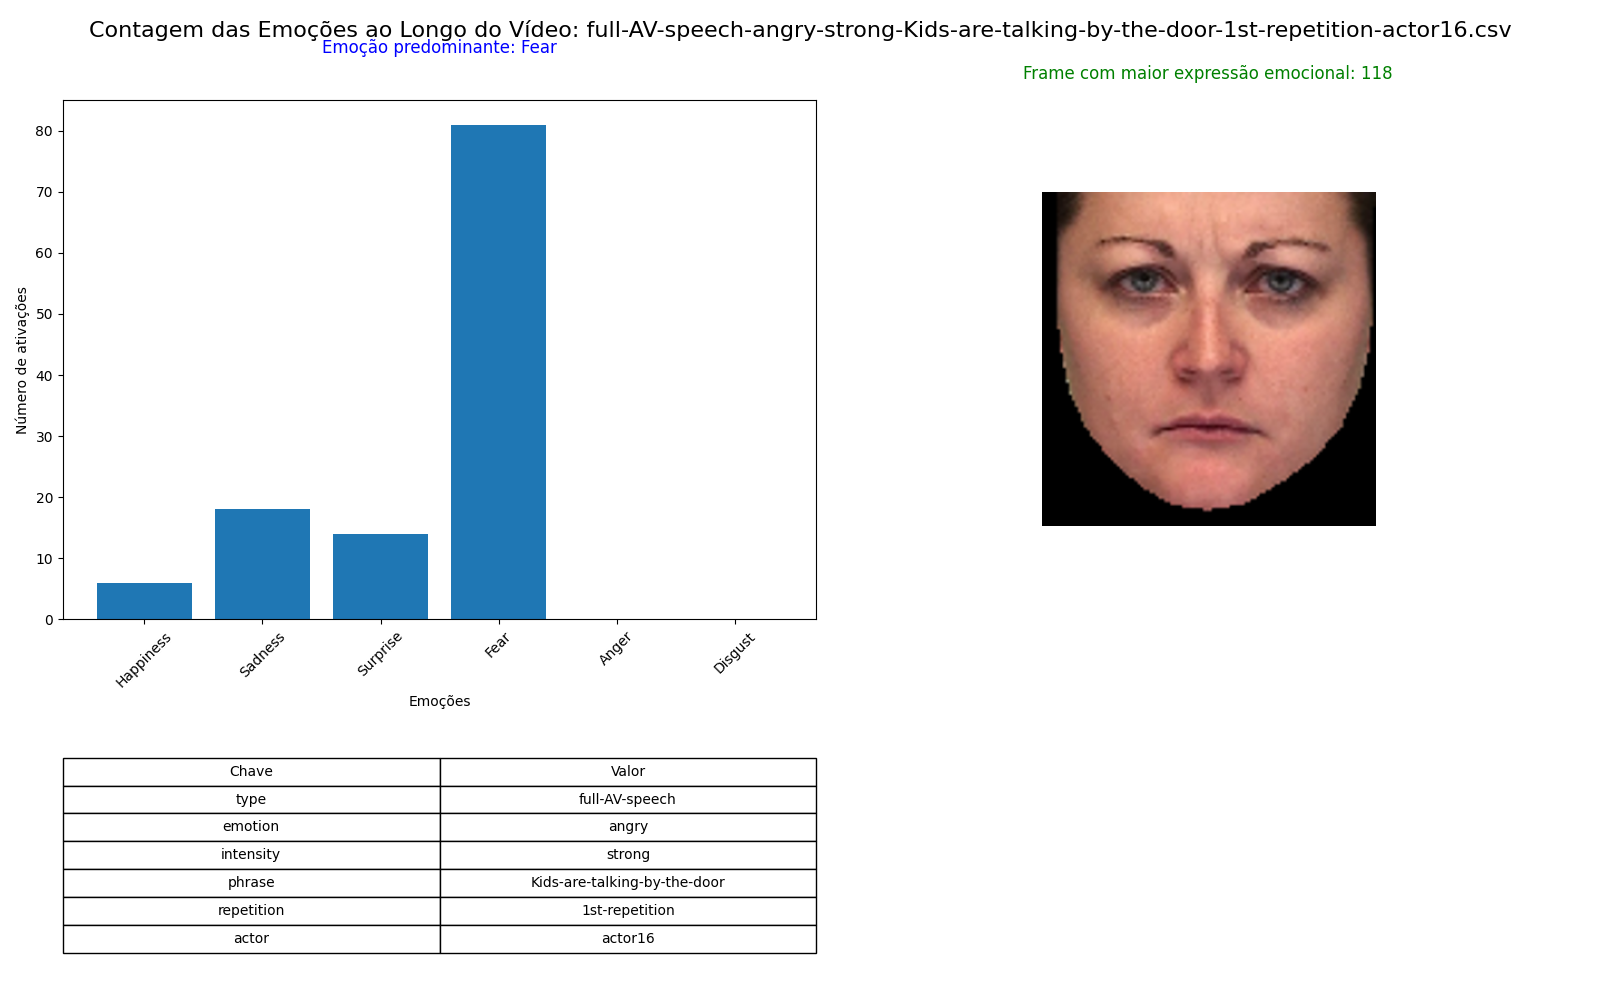 Contagem das Emoções ao Longo do Vídeo: full-AV-speech-angry-strong-Kids-are-talking-by-the-door-1st-repetition-actor16.csv
Emoção predominante: Fear
Frame com maior expressão emocional: 118
80
70
60
50
40
30
20
10
0
Número de ativações
Happiness
Sadness
Surprise
Fear
Anger
Disgust
Emoções
Chave Valor
type full-AV-speech
emotion angry
intensity strong
phrase Kids-are-talking-by-the-door
repetition 1st-repetition
actor actor16